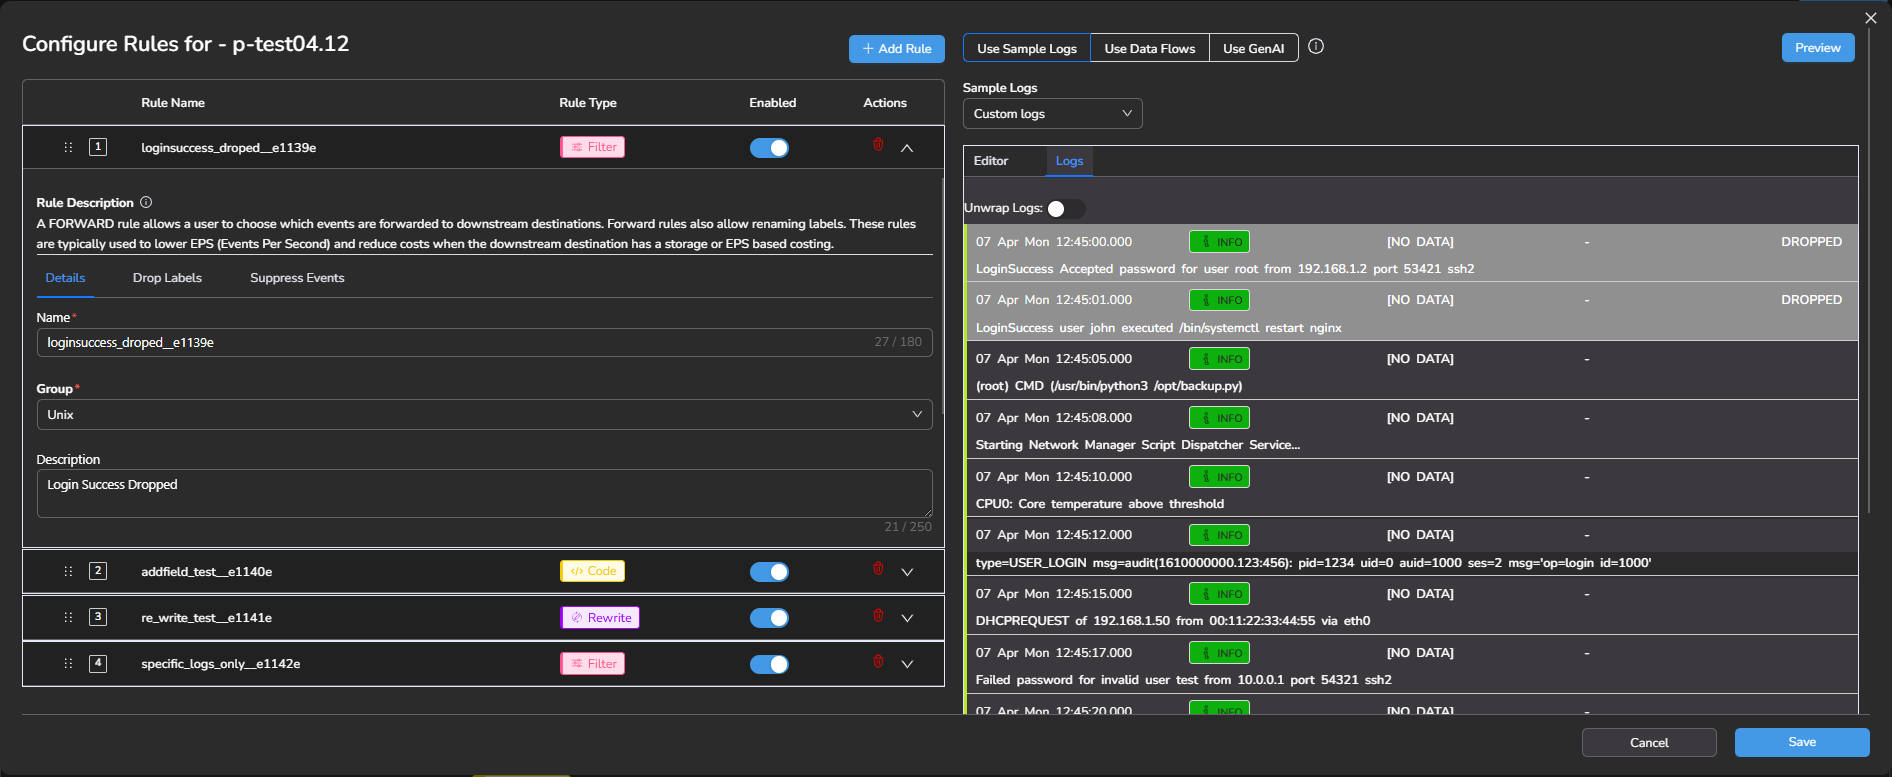 Configure Rules for - p-test04.12
+ Add Rule
Rule Name Rule Type Enabled Actions
1 loginsuccess_droped__e1139e Filter
Rule Description
A FORWARD rule allows a user to choose which events are forwarded to downstream destinations. Forward rules also allow renaming labels. These rules
are typically used to lower EPS (Events Per Second) and reduce costs when the downstream destination has a storage or EPS based costing.
Details Drop Labels Suppress Events
Name*
loginsuccess_droped__e1139e 27 / 180
Group*
Unix
Description
Login Success Dropped
21 / 250
2 addfield_test__e1140e </> Code
3 re_write_test__e1141e Rewrite
4 specific_logs_only__e1142e Filter
Use Sample Logs Use Data Flows Use GenAI
Preview
Sample Logs
Custom logs
Editor Logs
Unwrap Logs:
07 Apr Mon 12:45:00.000 INFO [NO DATA] - DROPPED
LoginSuccess Accepted password for user root from 192.168.1.2 port 53421 ssh2
07 Apr Mon 12:45:01.000 INFO [NO DATA] - DROPPED
LoginSuccess user john executed /bin/systemctl restart nginx
07 Apr Mon 12:45:05.000 INFO [NO DATA] -
(root) CMD (/usr/bin/python3 /opt/backup.py)
07 Apr Mon 12:45:08.000 INFO [NO DATA] -
Starting Network Manager Script Dispatcher Service...
07 Apr Mon 12:45:10.000 INFO [NO DATA] -
CPU0: Core temperature above threshold
07 Apr Mon 12:45:12.000 INFO [NO DATA] -
type=USER_LOGIN msg=audit(1610000000.123:456): pid=1234 uid=0 auid=1000 ses=2 msg='op=login id=1000'
07 Apr Mon 12:45:15.000 INFO [NO DATA] -
DHCPREQUEST of 192.168.1.50 from 00:11:22:33:44:55 via eth0
07 Apr Mon 12:45:17.000 INFO [NO DATA] -
Failed password for invalid user test from 10.0.0.1 port 54321 ssh2
07 Apr Mon 12:45:20.000 INFO [NO DATA] -
Cancel Save